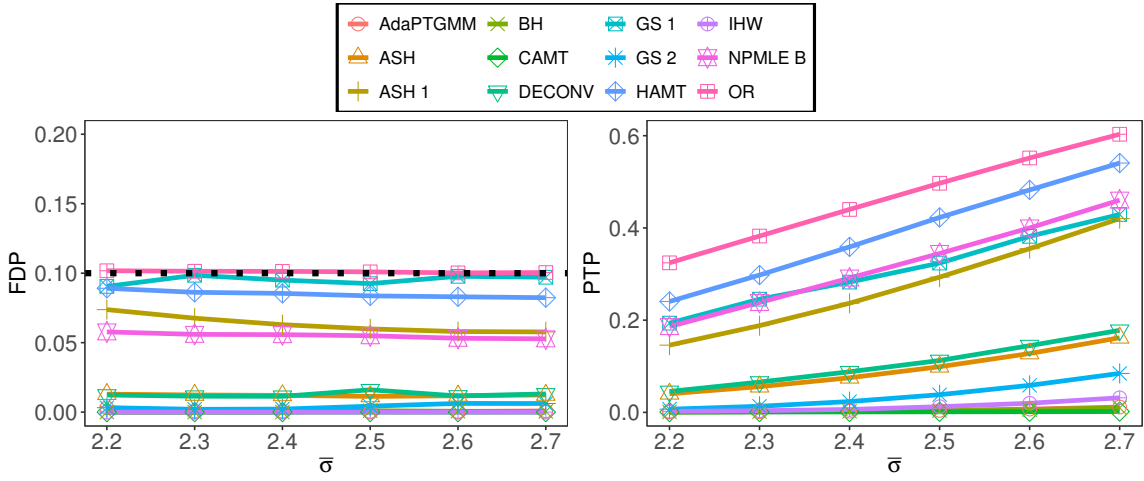 AdaPTGMM BH GS 1 IHW
ASH CAMT GS 2 NPMLE B
ASH 1 DECONV HAMT OR
FDP
0.20
0.15
0.10
0.05
0.00
2.2 2.3 2.4 2.5 2.6 2.7
σ̅
PTP
0.6
0.4
0.2
0.0
2.2 2.3 2.4 2.5 2.6 2.7
σ̅